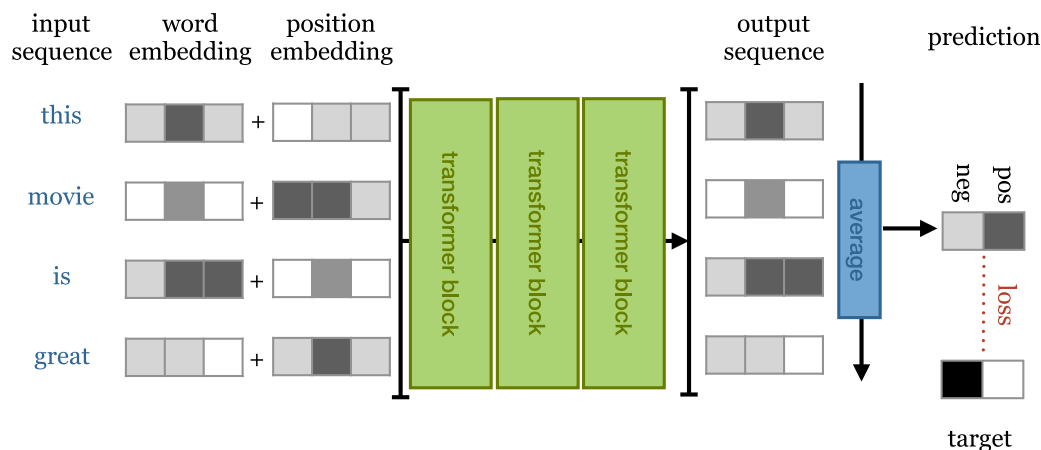 input
sequence
word
embedding
position
embedding
output
sequence
prediction
this
+
movie
+
is
+
great
+
transformer block
transformer block
transformer block
average
neg
pos
loss
target